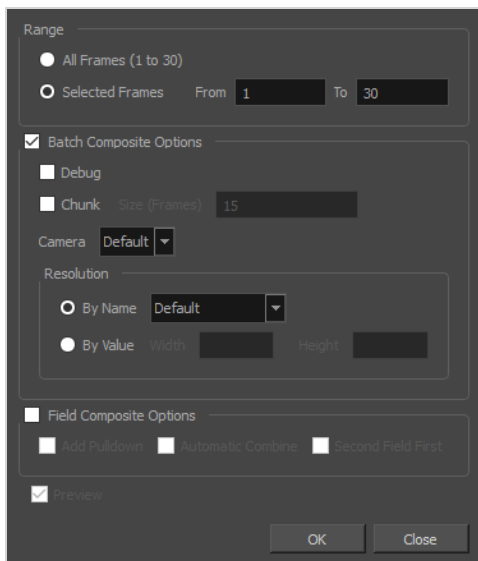 Range
All Frames (1 to 30)
Selected Frames From 1 To 30
Batch Composite Options
Debug
Chunk Size (Frames) 15
Camera Default
Resolution
By Name Default
By Value Width Height
Field Composite Options
Add Pulldown Automatic Combine Second Field First
Preview
OK Close